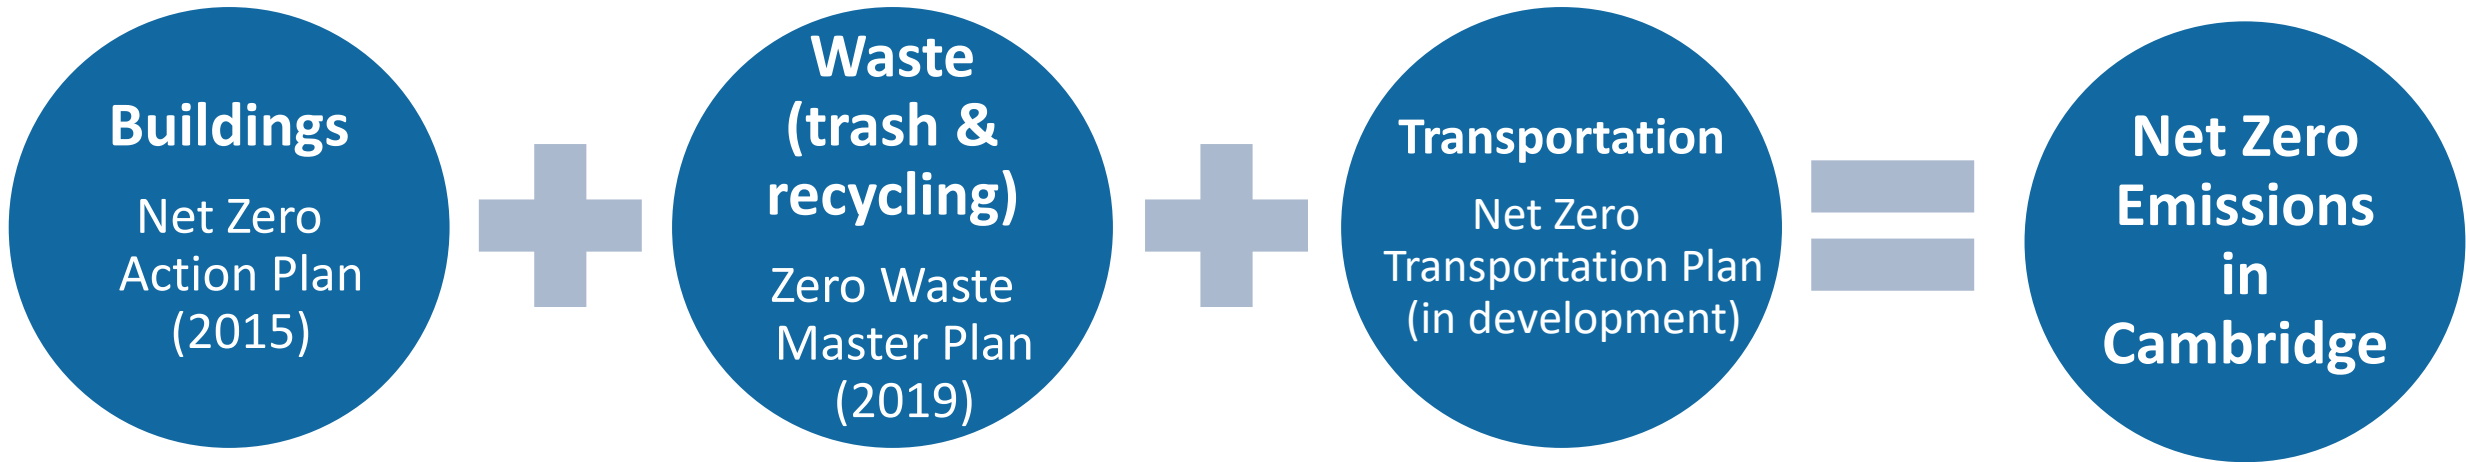 Buildings
Net Zero
Action Plan
(2015)
Waste
(trash &
recycling)
Zero Waste
Master Plan
(2019)
Transportation
Net Zero
Transportation Plan
(in development)
Net Zero
Emissions
in
Cambridge